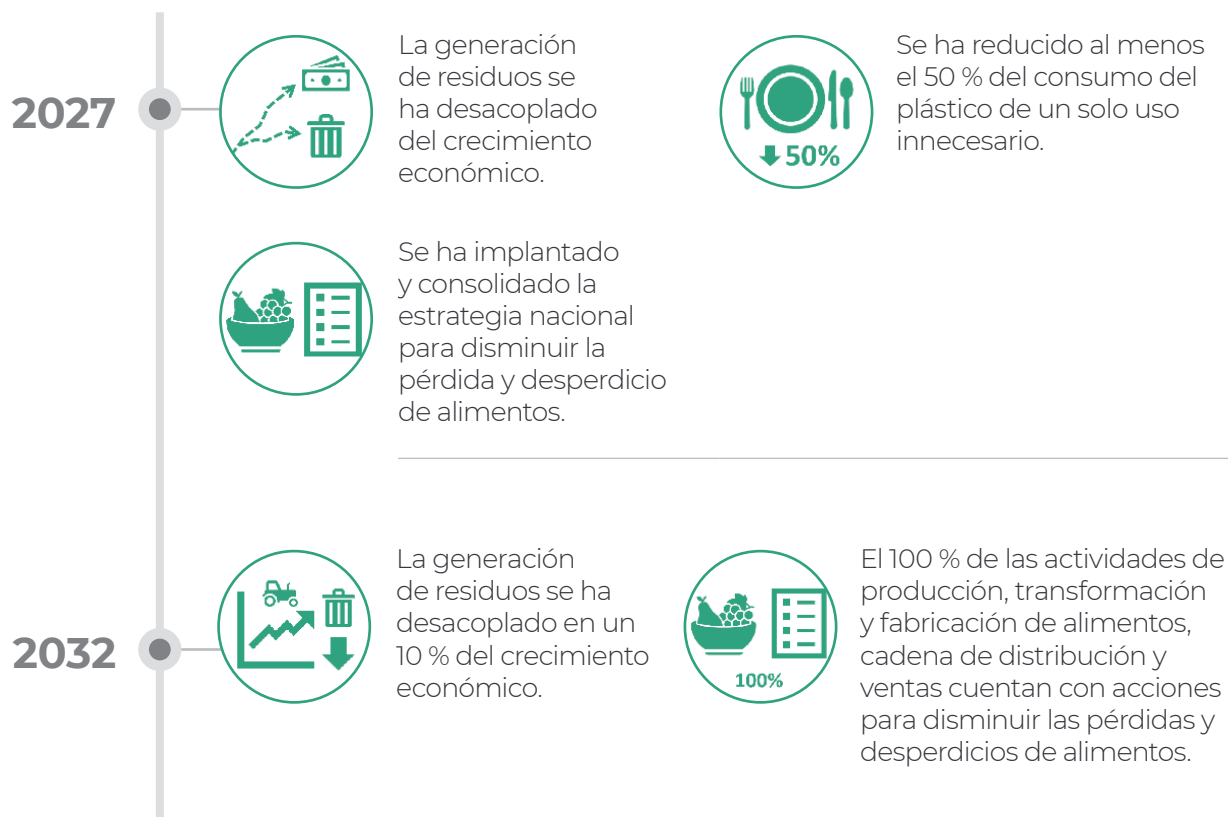 2027
La generación
de residuos se
ha desacoplado
del crecimiento
económico.
50%
Se ha reducido al menos
el 50 % del consumo del
plástico de un solo uso
innecesario.
Se ha implantado
y consolidado la
estrategia nacional
para disminuir la
pérdida y desperdicio
de alimentos.
2032
La generación
de residuos se ha
desacoplado en un
10 % del crecimiento
económico.
100%
El 100 % de las actividades de
producción, transformación
y fabricación de alimentos,
cadena de distribución y
ventas cuentan con acciones
para disminuir las pérdidas y
desperdicios de alimentos.